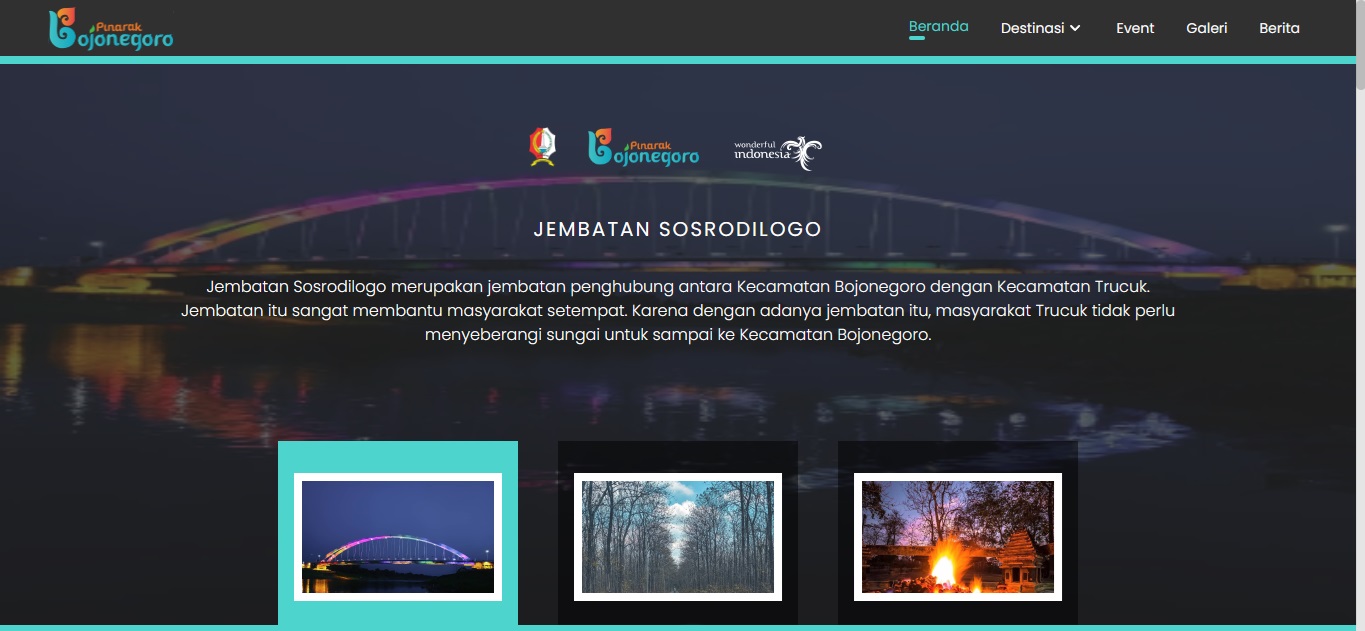 Pinarak
Bojonegoro
Beranda
Destinasi
Event
Galeri
Berita
Pinarak
Bojonegoro
wonderful
indonesia
JEMBATAN SOSRODILOGO
Jembatan Sosrodilogo merupakan jembatan penghubung antara Kecamatan Bojonegoro dengan Kecamatan Trucuk.
Jembatan itu sangat membantu masyarakat setempat. Karena dengan adanya jembatan itu, masyarakat Trucuk tidak perlu
menyeberangi sungai untuk sampai ke Kecamatan Bojonegoro.